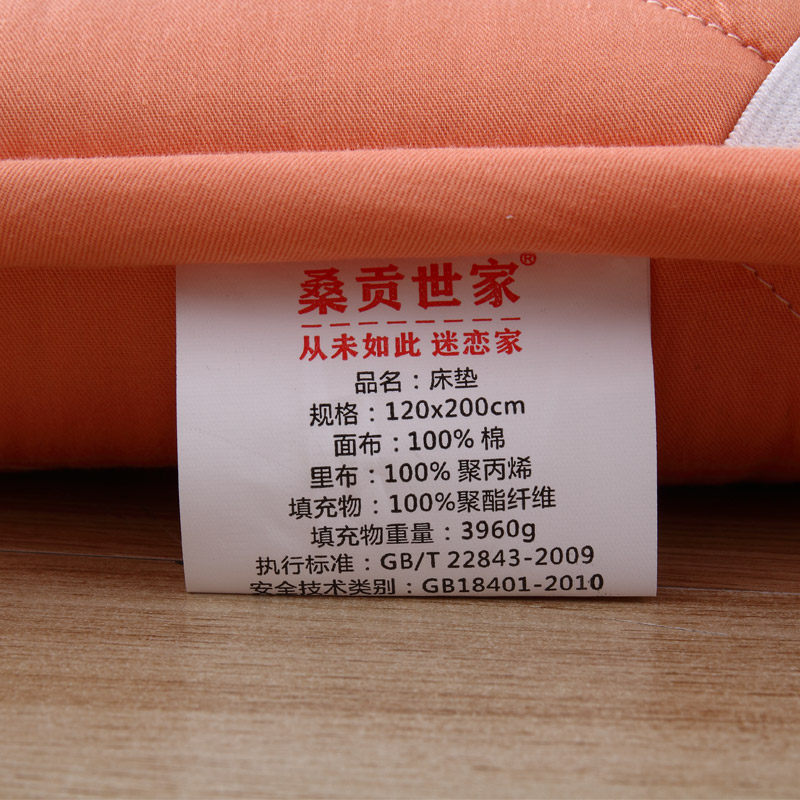 桑贡世家®
从未如此 迷恋家
品名：床垫
规格：120x200cm
面布：100% 棉
里布：100% 聚丙烯
填充物：100%聚酯纤维
填充物重量：3960g
执行标准：GB/T 22843-2009
安全技术类别：GB18401-2010